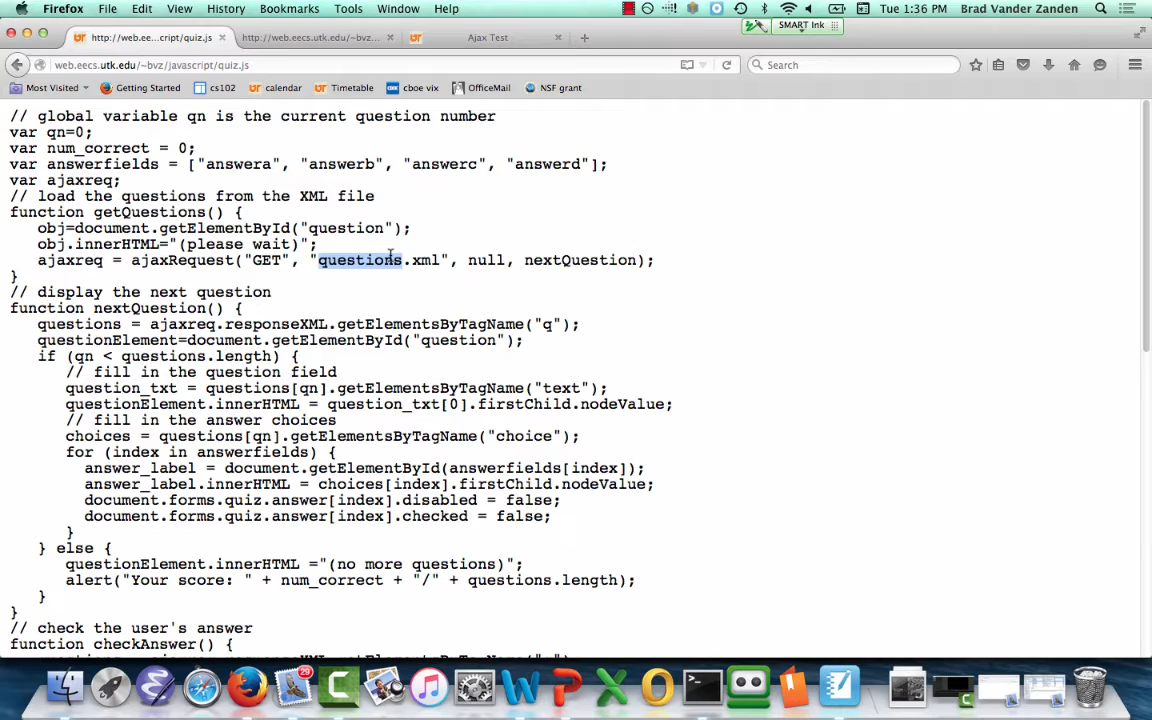 Firefox File Edit View History Bookmarks Tools Window Help Tue 1:36 PM Brad Vander Zanden
SMART Ink
http://web.ee...cript/quiz.js × http://web.eecs.utk.edu/~bvz/... × Ajax Test × +
web.eecs.utk.edu/~bvz/javascript/quiz.js Search
Most Visited Getting Started cs102 calendar Timetable cboe vix OfficeMail NSF grant
// global variable qn is the current question number
var qn=0;
var num_correct = 0;
var answerfields = ["answera", "answerb", "answerc", "answerd"];
var ajaxreq;
// load the questions from the XML file
function getQuestions() {
obj=document.getElementById("question");
obj.innerHTML="(please wait)";
ajaxreq = ajaxRequest("GET", "questions.xml", null, nextQuestion);
}
// display the next question
function nextQuestion() {
questions = ajaxreq.responseXML.getElementsByTagName("q");
questionElement=document.getElementById("question");
if (qn < questions.length) {
// fill in the question field
question_txt = questions[qn].getElementsByTagName("text");
questionElement.innerHTML = question_txt[0].firstChild.nodeValue;
// fill in the answer choices
choices = questions[qn].getElementsByTagName("choice");
for (index in answerfields) {
answer_label = document.getElementById(answerfields[index]);
answer_label.innerHTML = choices[index].firstChild.nodeValue;
document.forms.quiz.answer[index].disabled = false;
document.forms.quiz.answer[index].checked = false;
}
} else {
questionElement.innerHTML ="(no more questions)";
alert("Your score: " + num_correct + "/" + questions.length);
}
}
// check the user's answer
function checkAnswer() {
29